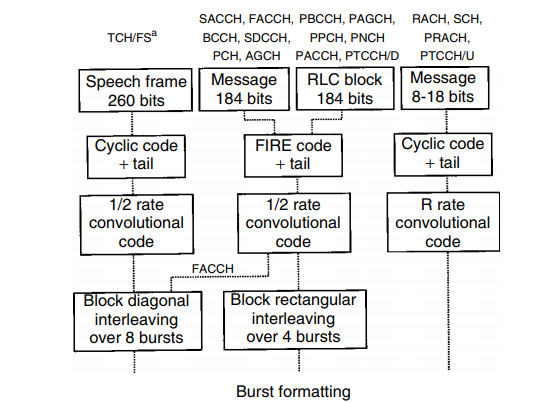 TCH/FSa
SACCH, FACCH,
BCCH, SDCCH,
PCH, AGCH
PBCCH, PAGCH,
PPCH, PNCH
PACCH, PTCCH/D
RACH, SCH,
PRACH,
PTCCH/U
Speech frame
260 bits
Message
184 bits
RLC block
184 bits
Message
8-18 bits
Cyclic code
+ tail
FIRE code
+ tail
Cyclic code
+ tail
1/2 rate
convolutional
code
1/2 rate
convolutional
code
R rate
convolutional
code
FACCH
Block diagonal
interleaving
over 8 bursts
Block rectangular
interleaving
over 4 bursts
Burst formatting